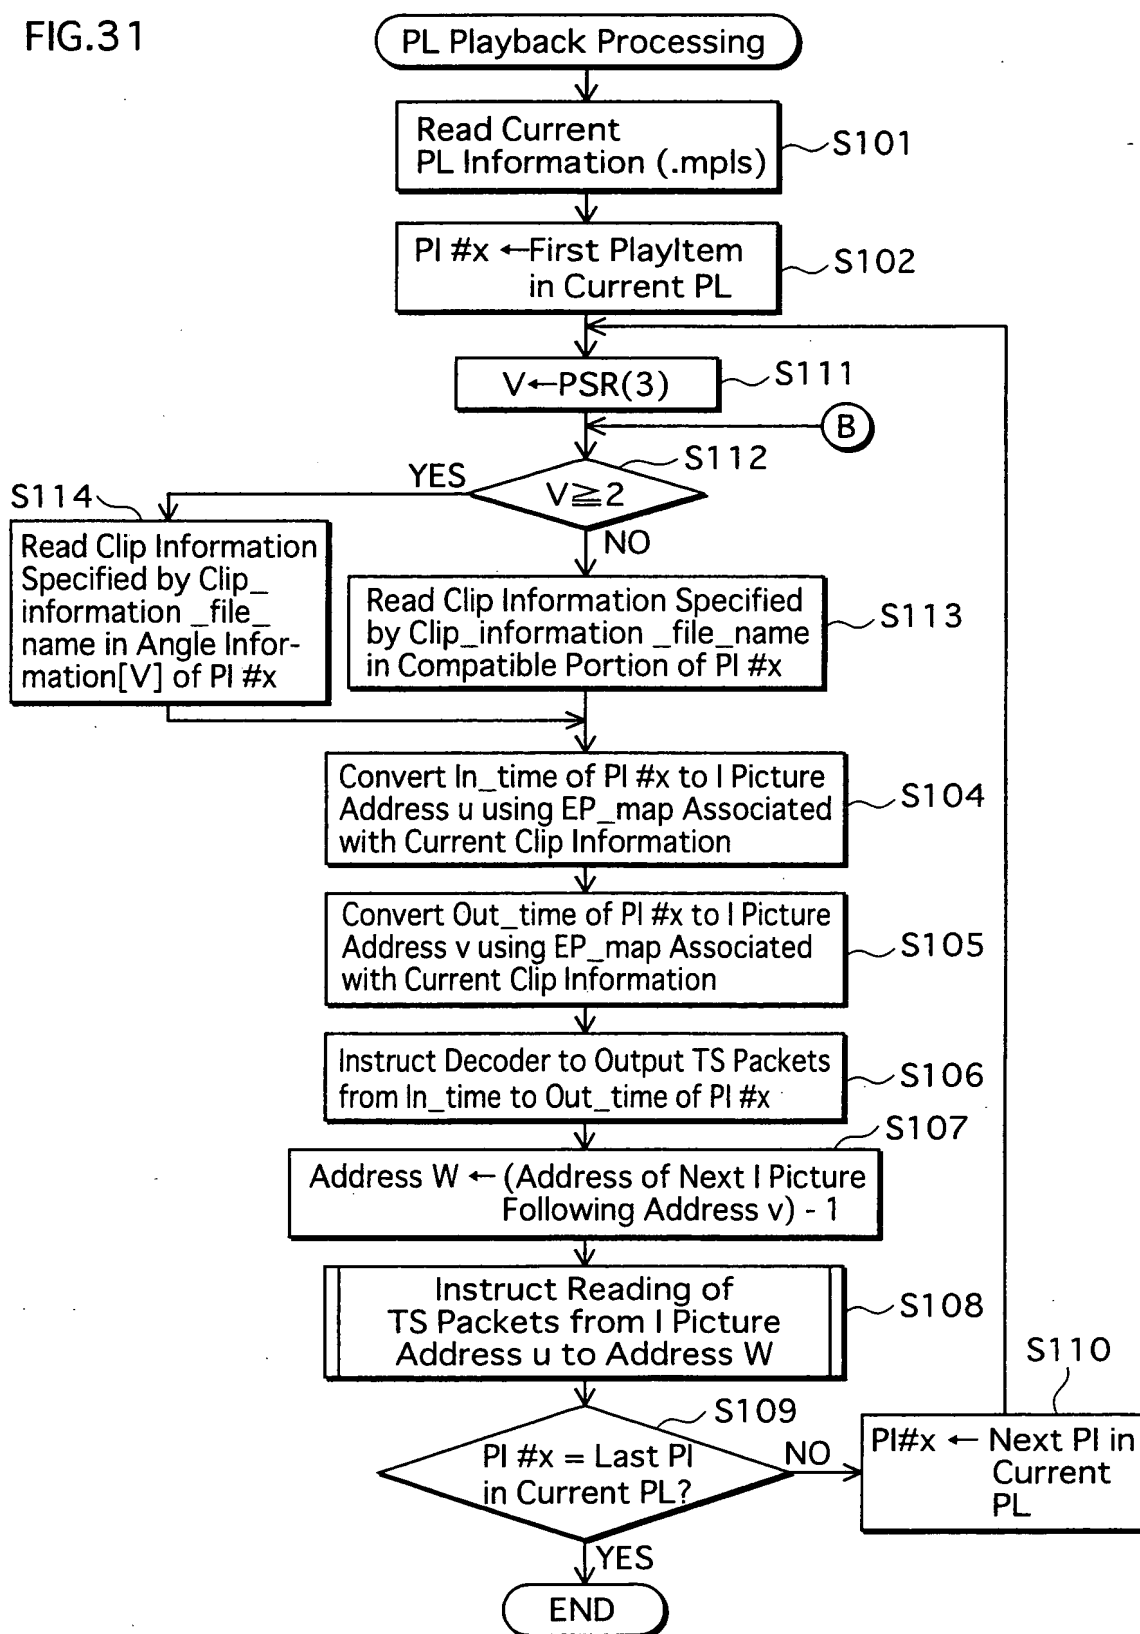 FIG.31
PL Playback Processing
Read Current
PL Information (.mpls)
S101
PI #x ←First PlayItem
in Current PL
S102
V←PSR(3)
S111
B
S112
V≧2
YES
NO
S114
Read Clip Information
Specified by Clip_
information _file_
name in Angle Infor-
mation[V] of PI #x
Read Clip Information Specified
by Clip_information _file_name
in Compatible Portion of PI #x
S113
Convert In_time of PI #x to I Picture
Address u using EP_map Associated
with Current Clip Information
S104
Convert Out_time of PI #x to I Picture
Address v using EP_map Associated
with Current Clip Information
S105
Instruct Decoder to Output TS Packets
from In_time to Out_time of PI #x
S106
S107
Address W ← (Address of Next I Picture
Following Address v) - 1
Instruct Reading of
TS Packets from I Picture
Address u to Address W
S108
S109
PI #x = Last PI
in Current PL?
NO
S110
PI#x ← Next PI in
Current
PL
YES
END